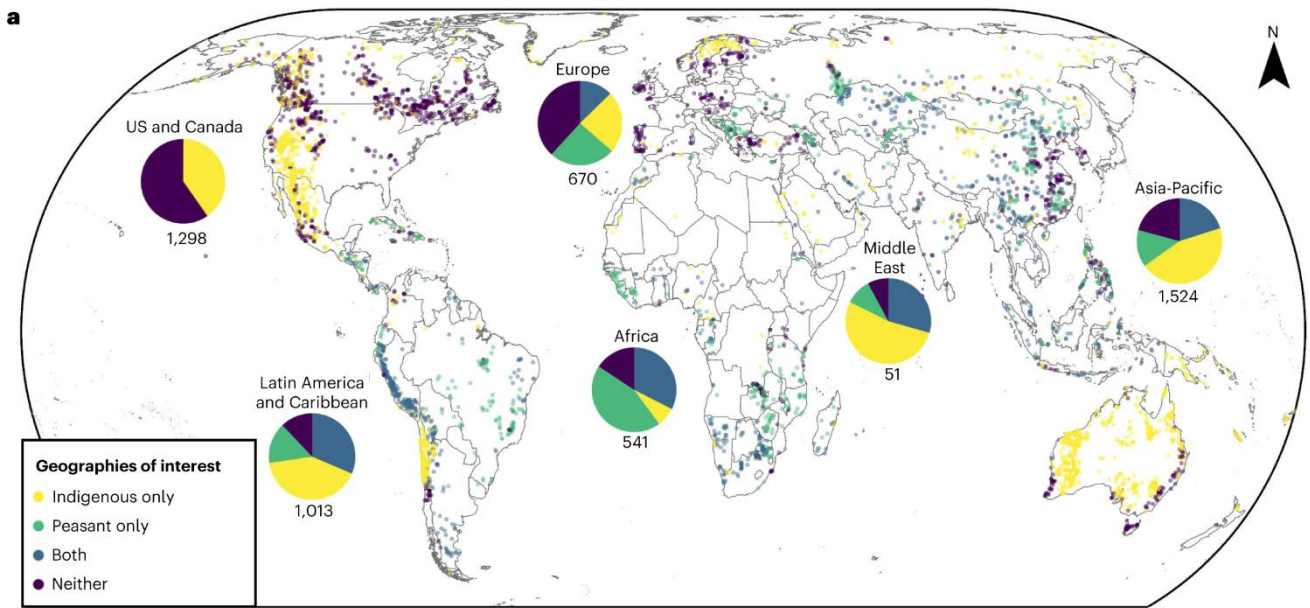 a
N
Europe
670
US and Canada
1,298
Asia-Pacific
1,524
Middle
East
51
Africa
541
Latin America
and Caribbean
1,013
Geographies of interest
Indigenous only
Peasant only
Both
Neither